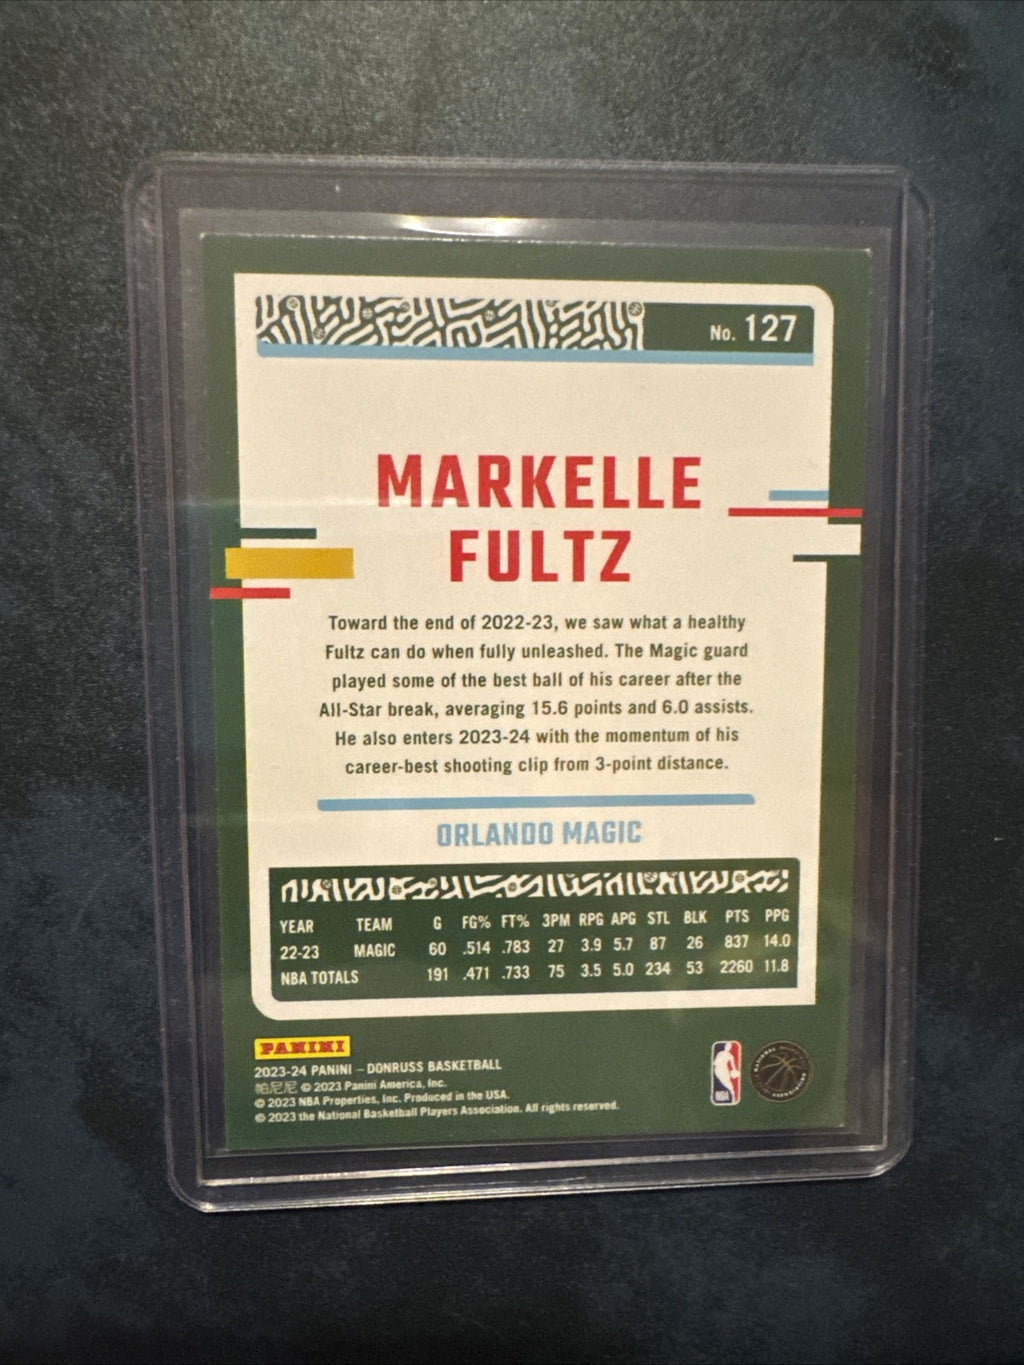 No. 127
MARKELLE
FULTZ
Toward the end of 2022-23, we saw what a healthy
Fultz can do when fully unleashed. The Magic guard
played some of the best ball of his career after the
All-Star break, averaging 15.6 points and 6.0 assists.
He also enters 2023-24 with the momentum of his
career-best shooting clip from 3-point distance.
ORLANDO MAGIC
YEAR TEAM G FG% FT% 3PM RPG APG STL BLK PTS PPG
22-23 MAGIC 60 .514 .783 27 3.9 5.7 87 26 837 14.0
NBA TOTALS 191 .471 .733 75 3.5 5.0 234 53 2260 11.8
PANINI
2023-24 PANINI – DONRUSS BASKETBALL
帕尼尼 © 2023 Panini America, Inc.
© 2023 NBA Properties, Inc. Produced in the USA.
© 2023 the National Basketball Players Association. All rights reserved.
NBA